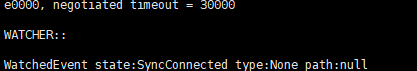 e0000, negotiated timeout = 30000
WATCHER::
WatchedEvent state:SyncConnected type:None path:null